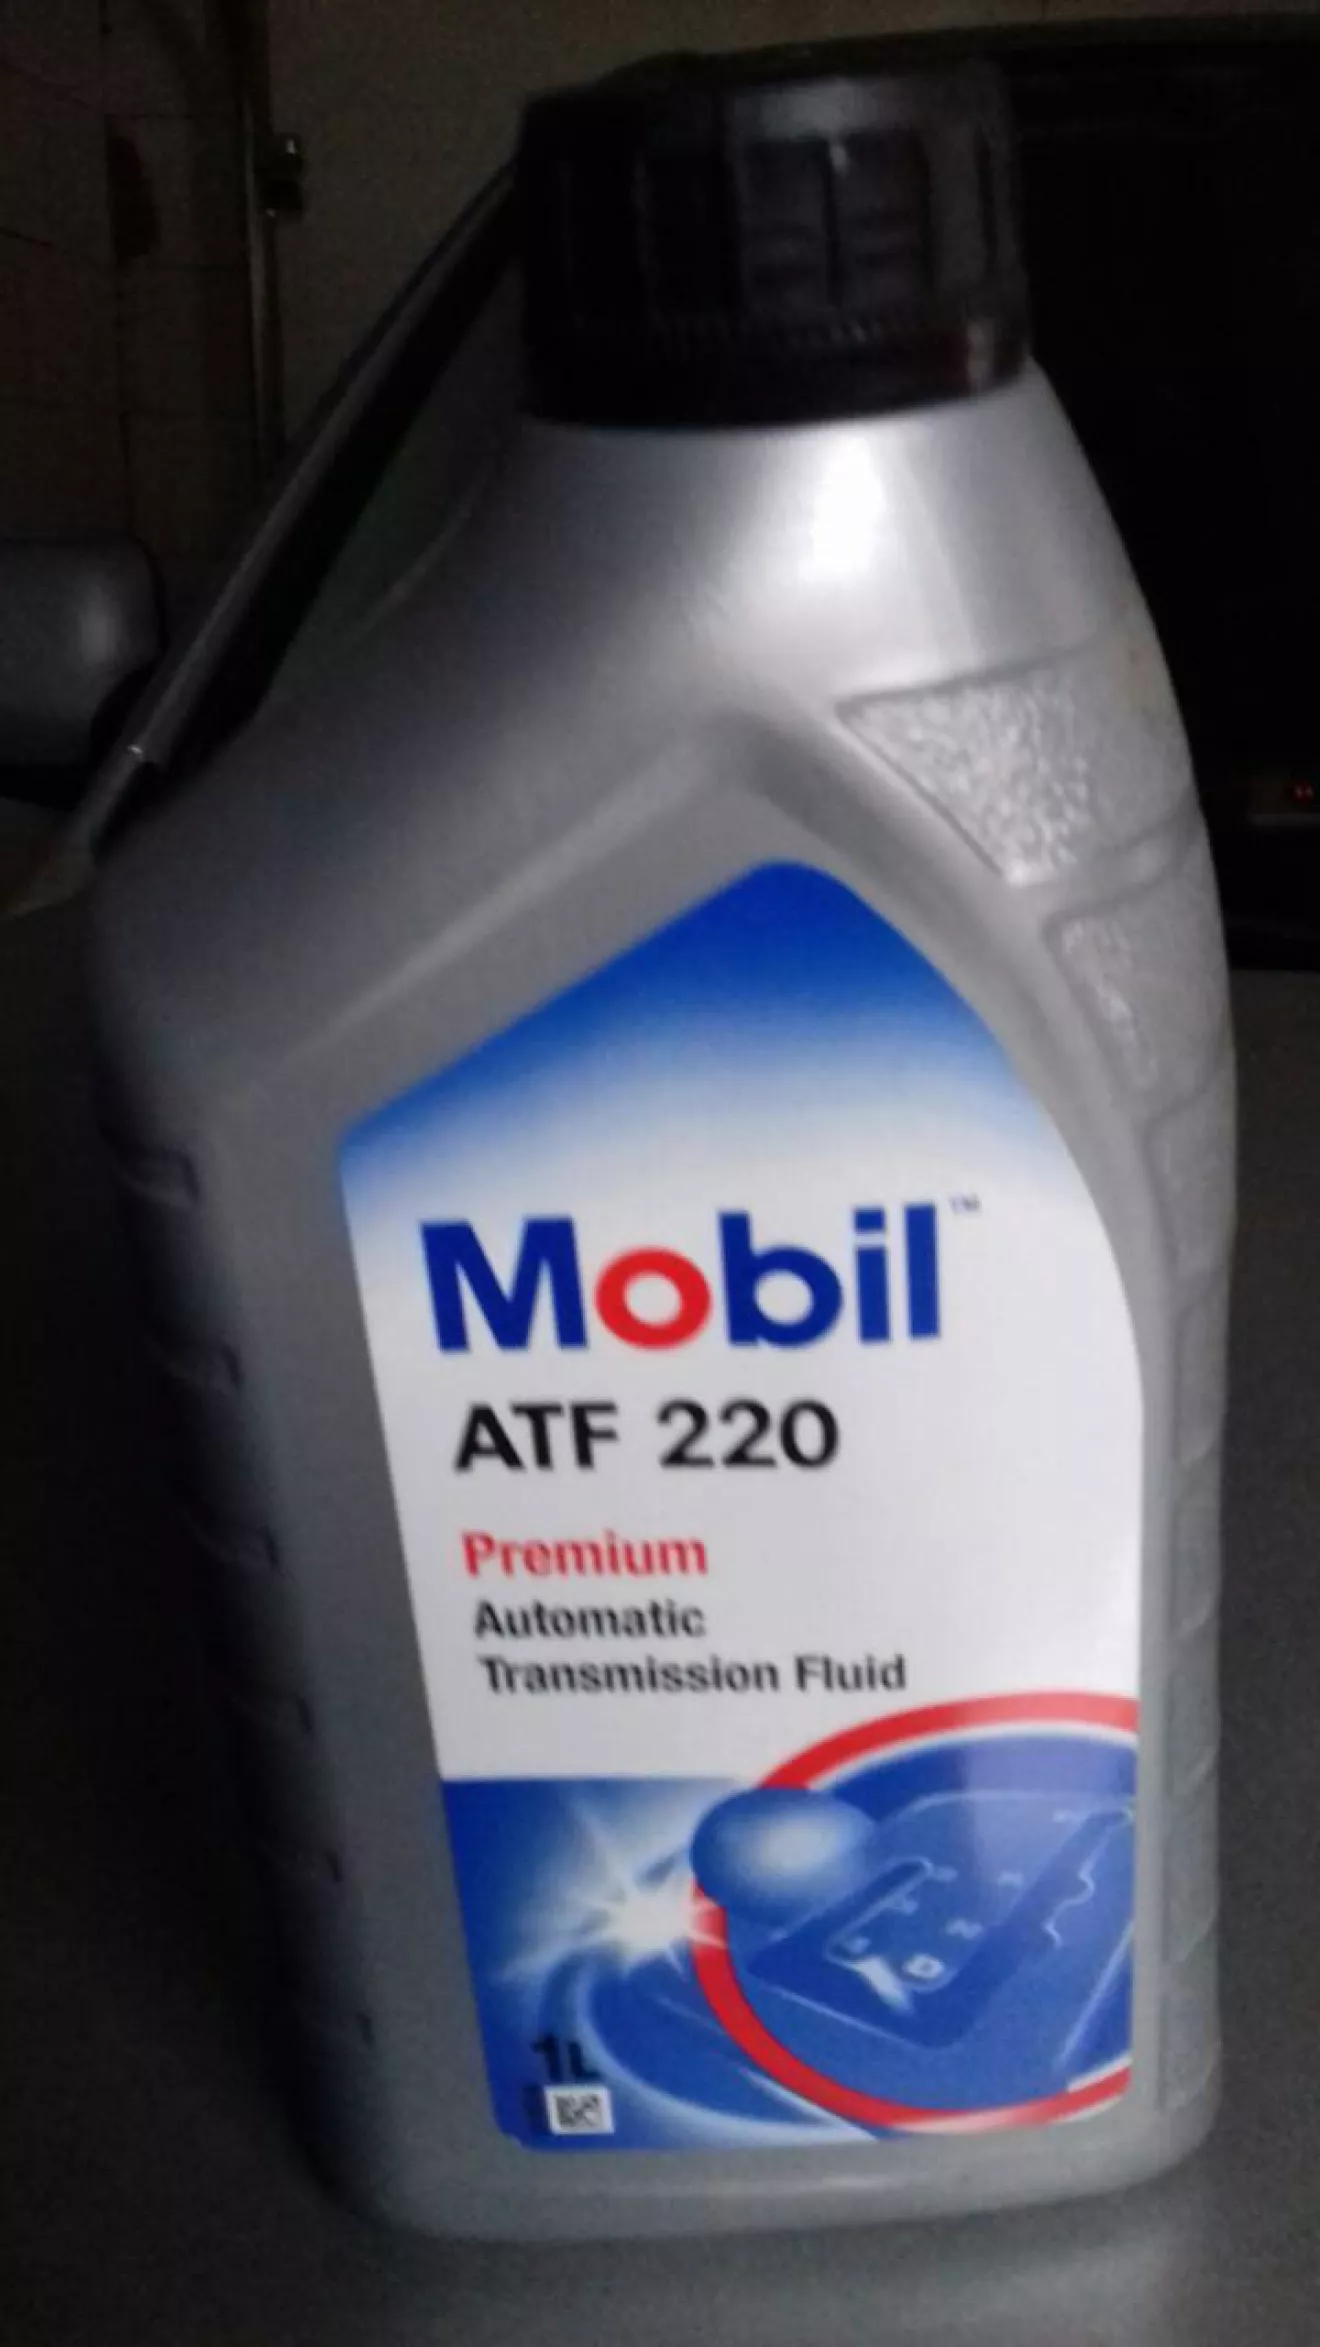 Mobil™
ATF 220
Premium
Automatic
Transmission Fluid
1L